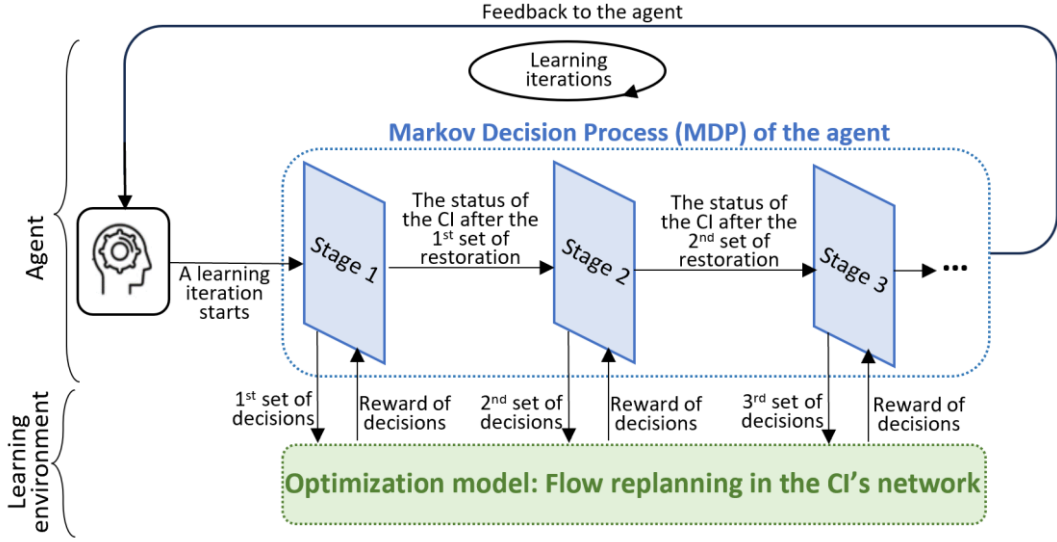 Feedback to the agent
Learning
iterations
Markov Decision Process (MDP) of the agent
Agent
A learning
iteration
starts
Stage 1
The status of
the CI after the
1st set of
restoration
Stage 2
The status of
the CI after the
2nd set of
restoration
Stage 3
...
Learning
environment
1st set of
decisions
Reward of
decisions
2nd set of
decisions
Reward of
decisions
3rd set of
decisions
Reward of
decisions
Optimization model: Flow replanning in the CI's network